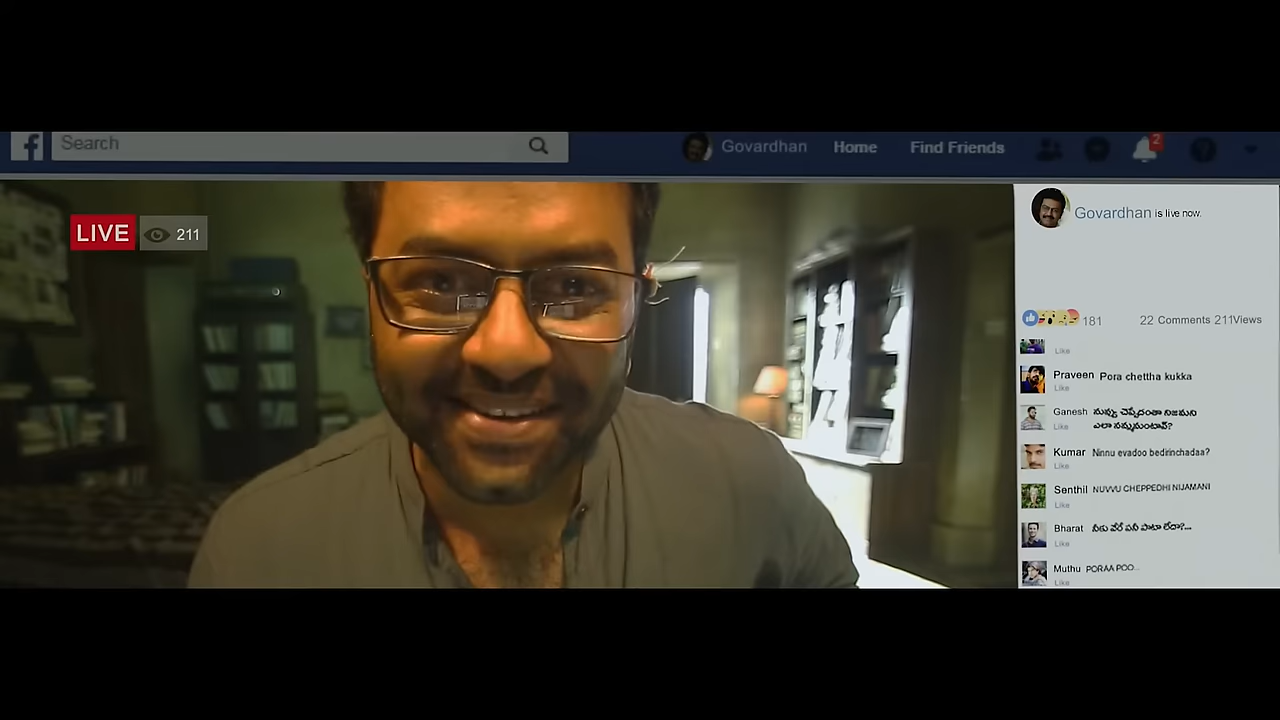 f
Search
Govardhan
Home
Find Friends
2
LIVE
211
Govardhan is live now.
181
22 Comments 211Views
Like
Praveen Pora chettha kukka
Like
Ganesh నువ్వు చెప్పేదంతా నిజమని
ఎలా నమ్మమంటావ్?
Like
Kumar Ninnu evadoo bedirinchadaa?
Like
Senthil NUVVU CHEPPEDHI NIJAMANI
Like
Bharat నీకు వేరే పనీ పాటా లేదా?...
Like
Muthu PORAA POO...
Like